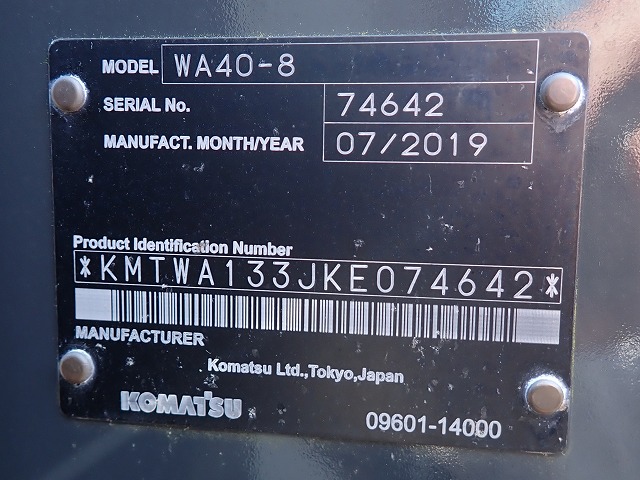 MODEL WA40-8
SERIAL No. 74642
MANUFACT. MONTH/YEAR 07/2019
Product Identification Number
*KMTWA133JKE074642*
MANUFACTURER
Komatsu Ltd.,Tokyo,Japan
KOMATSU
09601-14000